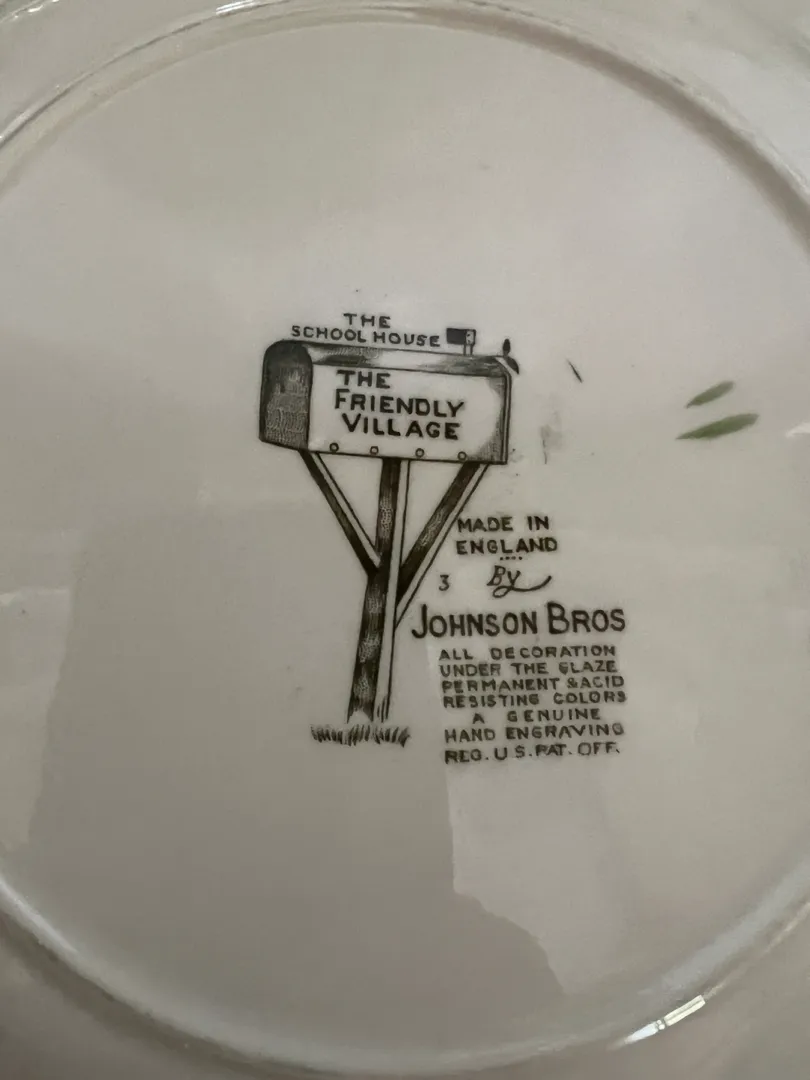 THE
SCHOOL HOUSE
THE
FRIENDLY
VILLAGE
MADE IN
ENGLAND
3 By
JOHNSON BROS
ALL DECORATION
UNDER THE GLAZE
PERMANENT & ACID
RESISTING COLORS
A GENUINE
HAND ENGRAVING
REG. U.S. PAT. OFF.